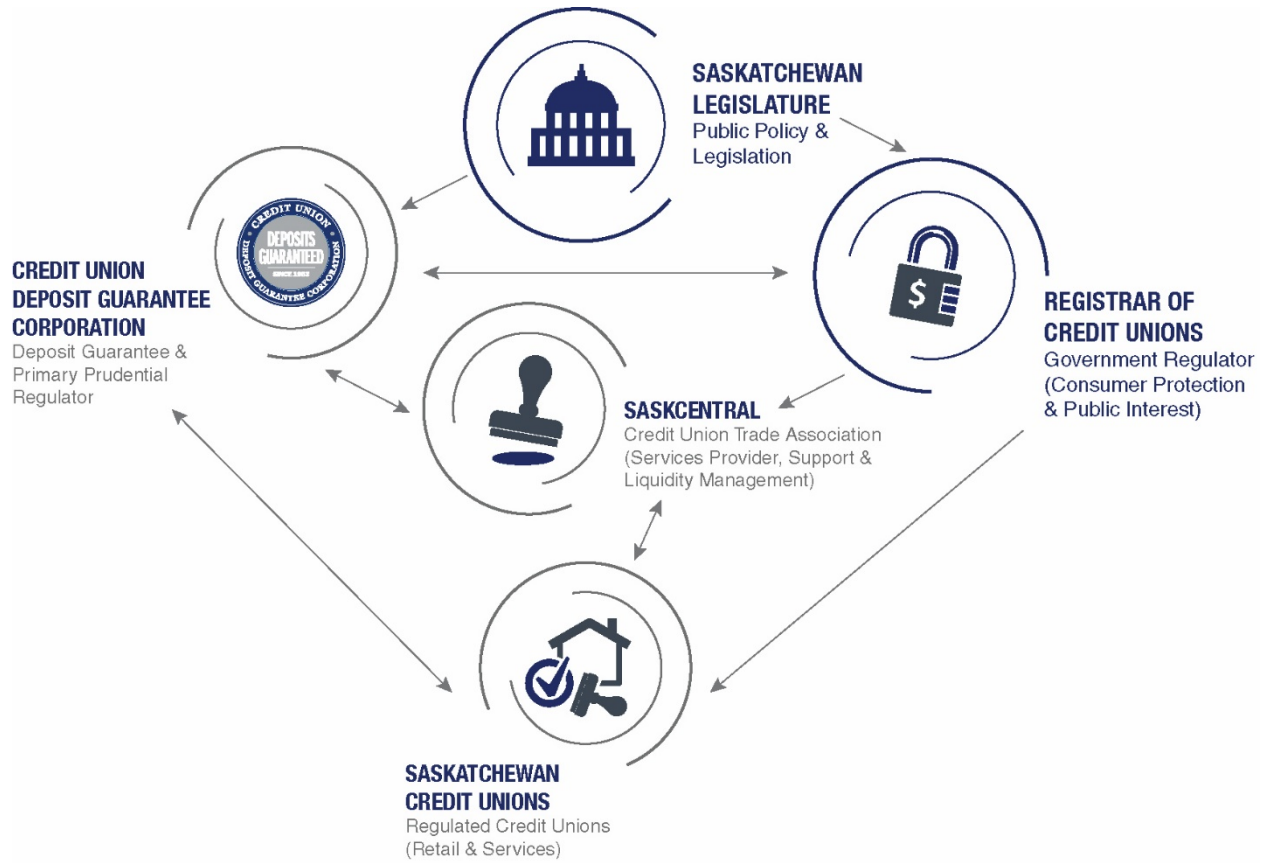 SASKATCHEWAN
LEGISLATURE
Public Policy &
Legislation
CREDIT UNION
DEPOSITS
GUARANTEED
SINCE 1953
DEPOSIT GUARANTEE CORPORATION
CREDIT UNION
DEPOSIT GUARANTEE
CORPORATION
Deposit Guarantee &
Primary Prudential
Regulator
$
REGISTRAR OF
CREDIT UNIONS
Government Regulator
(Consumer Protection
& Public Interest)
SASKCENTRAL
Credit Union Trade Association
(Services Provider, Support &
Liquidity Management)
SASKATCHEWAN
CREDIT UNIONS
Regulated Credit Unions
(Retail & Services)